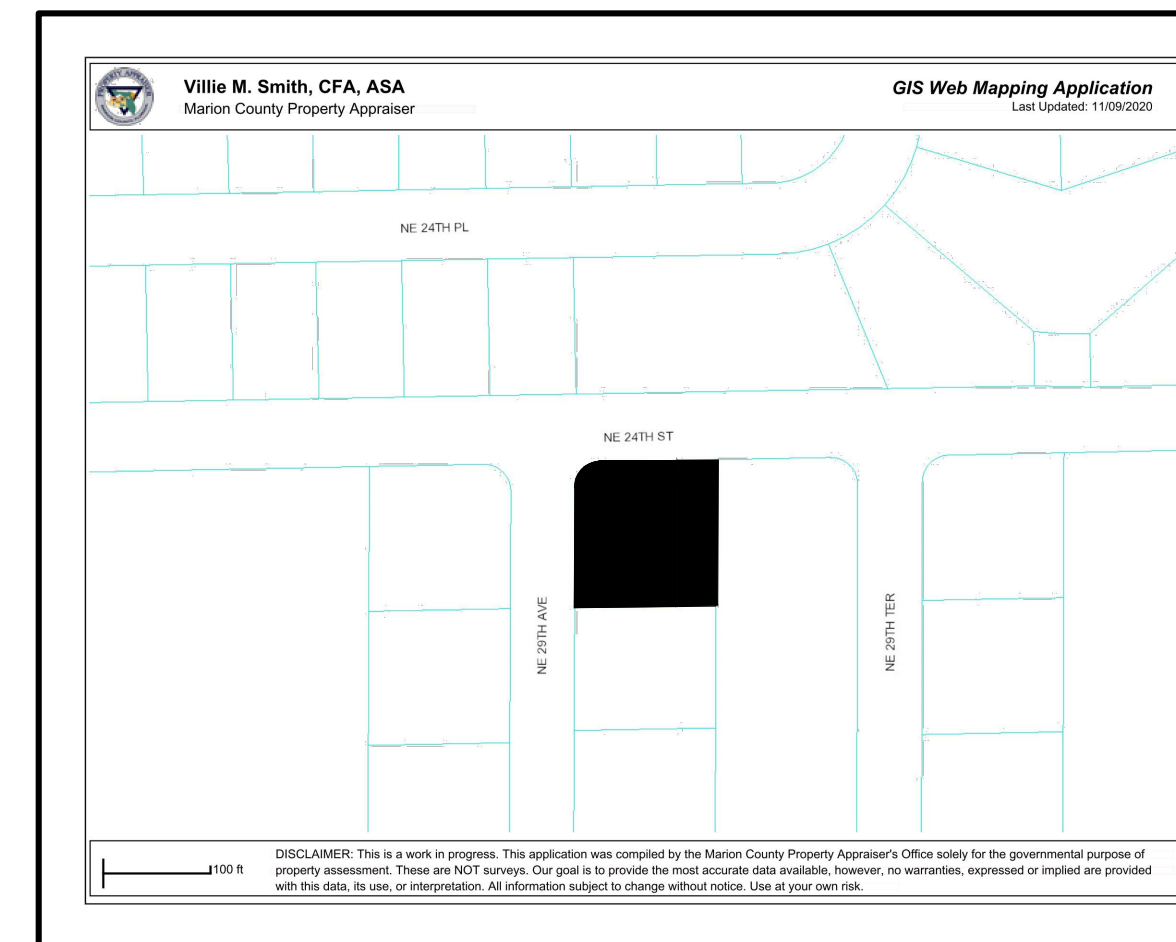 Villie M. Smith, CFA, ASA
Marion County Property Appraiser
GIS Web Mapping Application
Last Updated: 11/09/2020
NE 24TH PL
NE 24TH ST
NE 29TH AVE
NE 29TH TER
100 ft
DISCLAIMER: This is a work in progress. This application was compiled by the Marion County Property Appraiser's Office solely for the governmental purpose of
property assessment. These are NOT surveys. Our goal is to provide the most accurate data available, however, no warranties, expressed or implied are provided
with this data, its use, or interpretation. All information subject to change without notice. Use at your own risk.